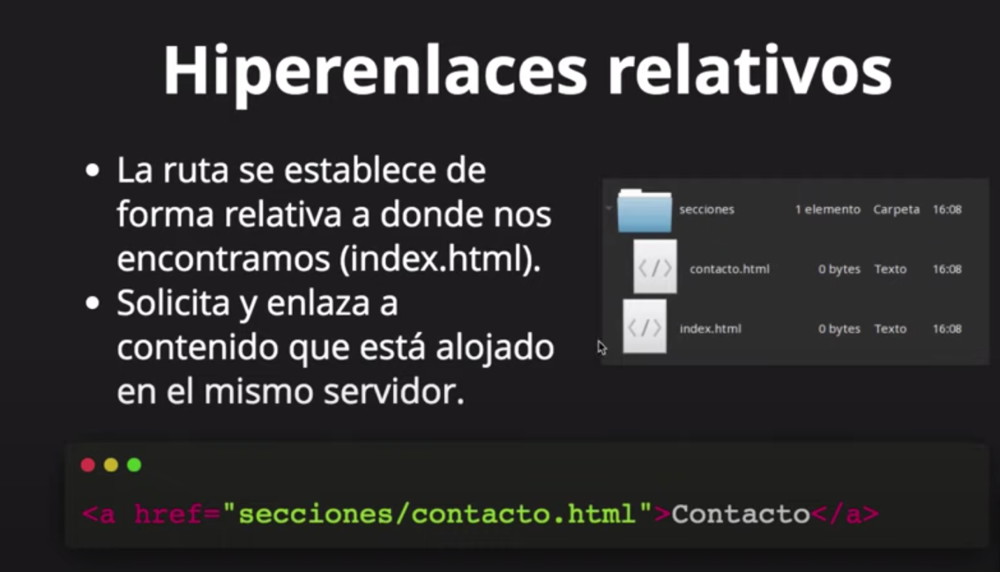 Hiperenlaces relativos
• La ruta se establece de
forma relativa a donde nos
encontramos (index.html).
• Solicita y enlaza a
contenido que está alojado
en el mismo servidor.
secciones 1 elemento Carpeta 16:08
</> contacto.html 0 bytes Texto 16:08
</> index.html 0 bytes Texto 16:08
<a href="secciones/contacto.html">Contacto</a>